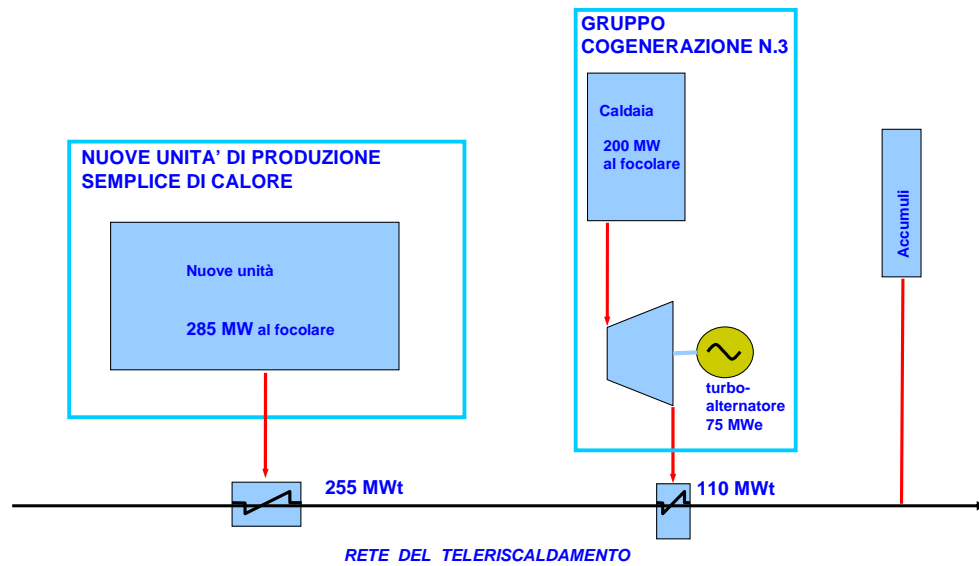 GRUPPO
COGENERAZIONE N.3
Caldaia
200 MW
al focolare
NUOVE UNITA' DI PRODUZIONE
SEMPLICE DI CALORE
Nuove unità
285 MW al focolare
Accumuli
turbo-
alternatore
75 MWe
255 MWt
110 MWt
RETE DEL TELERISCALDAMENTO